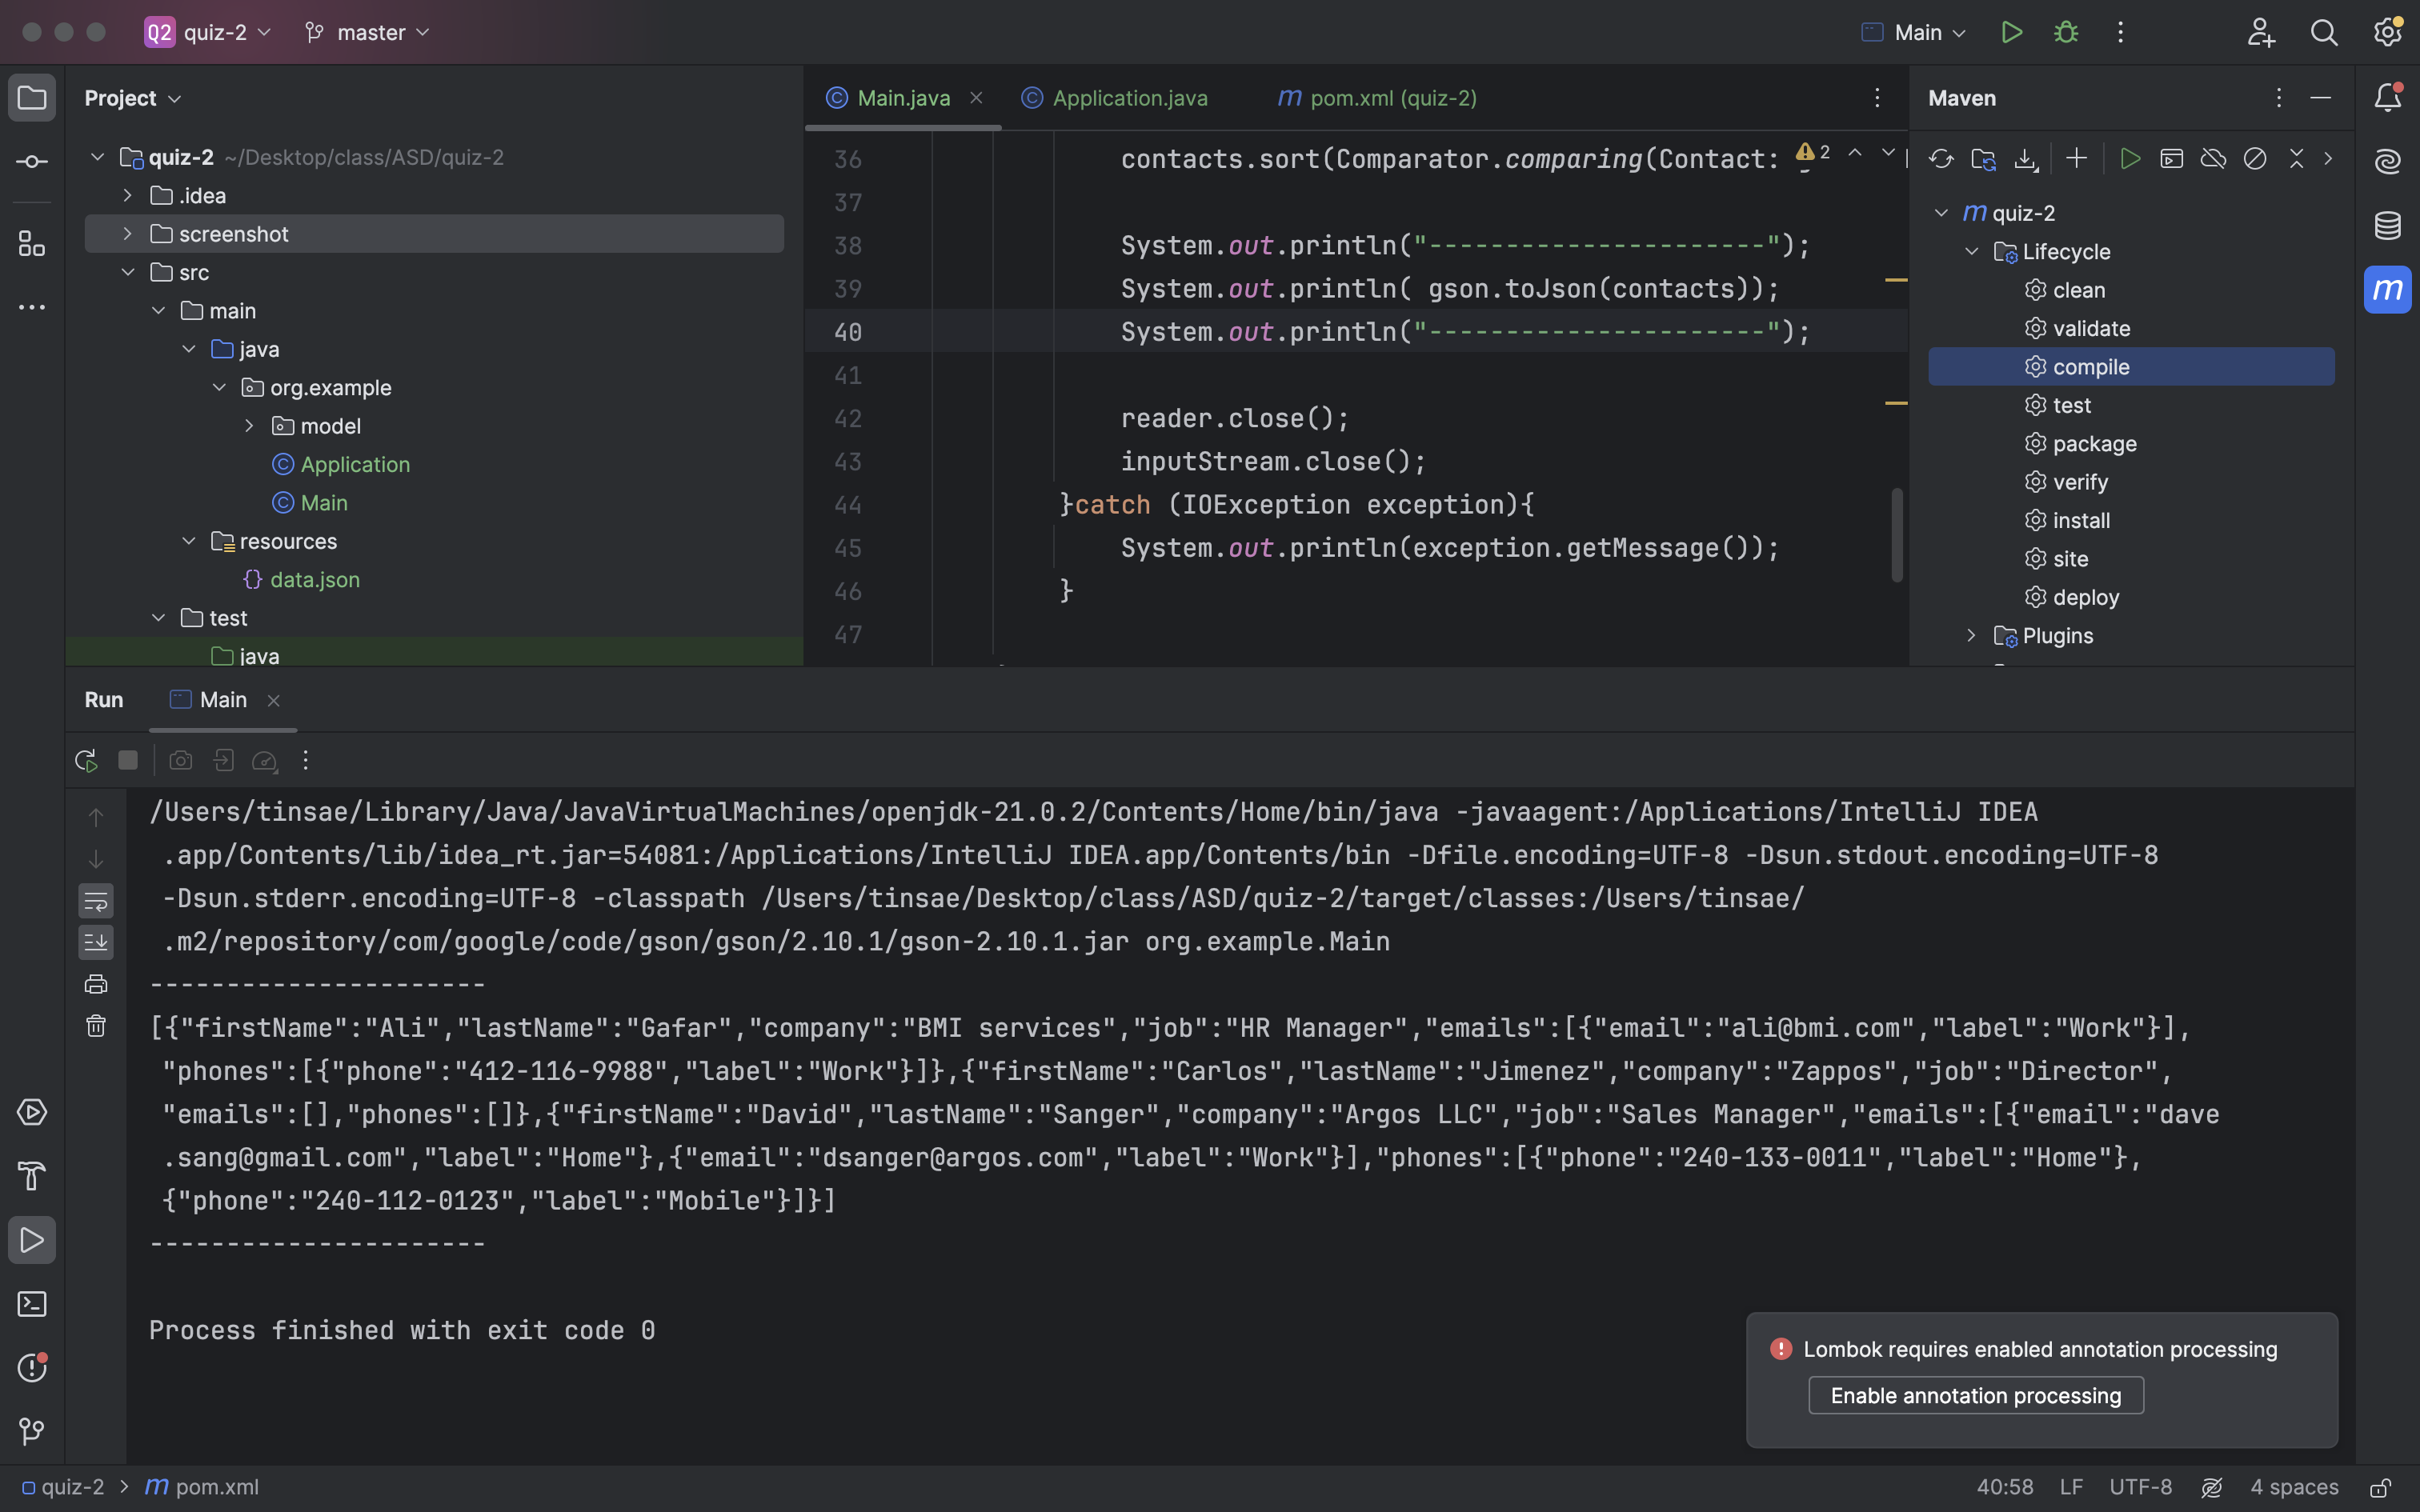 Q2 quiz-2 master Main
Project
quiz-2 ~/Desktop/class/ASD/quiz-2
.idea
screenshot
src
main
java
org.example
model
Application
Main
resources
data.json
test
java
Main.java Application.java m pom.xml (quiz-2)
36 contacts.sort(Comparator.comparing(Contact: 2
37
38 System.out.println("----------------------");
39 System.out.println( gson.toJson(contacts));
40 System.out.println("----------------------");
41
42 reader.close();
43 inputStream.close();
44 }catch (IOException exception){
45 System.out.println(exception.getMessage());
46 }
47
Maven
m quiz-2
Lifecycle
clean
validate
compile
test
package
verify
install
site
deploy
Plugins
m
Run Main
/Users/tinsae/Library/Java/JavaVirtualMachines/openjdk-21.0.2/Contents/Home/bin/java -javaagent:/Applications/IntelliJ IDEA
.app/Contents/lib/idea_rt.jar=54081:/Applications/IntelliJ IDEA.app/Contents/bin -Dfile.encoding=UTF-8 -Dsun.stdout.encoding=UTF-8
-Dsun.stderr.encoding=UTF-8 -classpath /Users/tinsae/Desktop/class/ASD/quiz-2/target/classes:/Users/tinsae/
.m2/repository/com/google/code/gson/gson/2.10.1/gson-2.10.1.jar org.example.Main
----------------------
[{"firstName":"Ali","lastName":"Gafar","company":"BMI services","job":"HR Manager","emails":[{"email":"ali@bmi.com","label":"Work"}],
"phones":[{"phone":"412-116-9988","label":"Work"}]},{"firstName":"Carlos","lastName":"Jimenez","company":"Zappos","job":"Director",
"emails":[],"phones":[]},{"firstName":"David","lastName":"Sanger","company":"Argos LLC","job":"Sales Manager","emails":[{"email":"dave
.sang@gmail.com","label":"Home"},{"email":"dsanger@argos.com","label":"Work"}],"phones":[{"phone":"240-133-0011","label":"Home"},
{"phone":"240-112-0123","label":"Mobile"}]}]
----------------------
Process finished with exit code 0
Lombok requires enabled annotation processing
Enable annotation processing
quiz-2 > m pom.xml
40:58 LF UTF-8 4 spaces